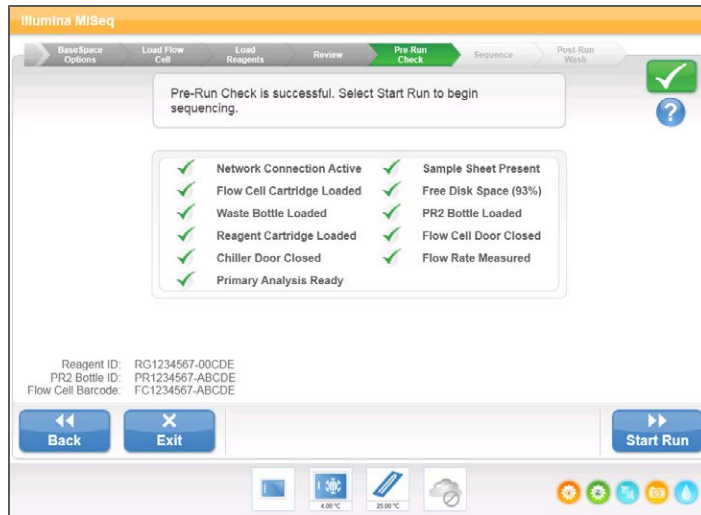 Illumina MiSeq
BaseSpace
Options
Load Flow
Cell
Load
Reagents
Review
Pre Run
Check
Sequence
Post Run
Wash
Pre-Run Check is successful. Select Start Run to begin
sequencing.
?
Network Connection Active
Sample Sheet Present
Flow Cell Cartridge Loaded
Free Disk Space (93%)
Waste Bottle Loaded
PR2 Bottle Loaded
Reagent Cartridge Loaded
Flow Cell Door Closed
Chiller Door Closed
Flow Rate Measured
Primary Analysis Ready
Reagent ID: RG1234567-00CDE
PR2 Bottle ID: PR1234567-ABCDE
Flow Cell Barcode: FC1234567-ABCDE
Back
Exit
Start Run
4.00 °C
23.00 °C